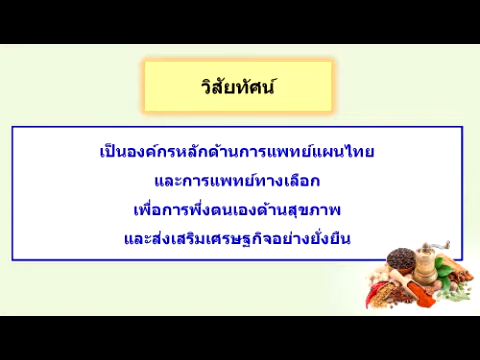 วิสัยทัศน์
เป็นองค์กรหลักด้านการแพทย์แผนไทย
และการแพทย์ทางเลือก
เพื่อการพึ่งตนเองด้านสุขภาพ
และส่งเสริมเศรษฐกิจอย่างยั่งยืน